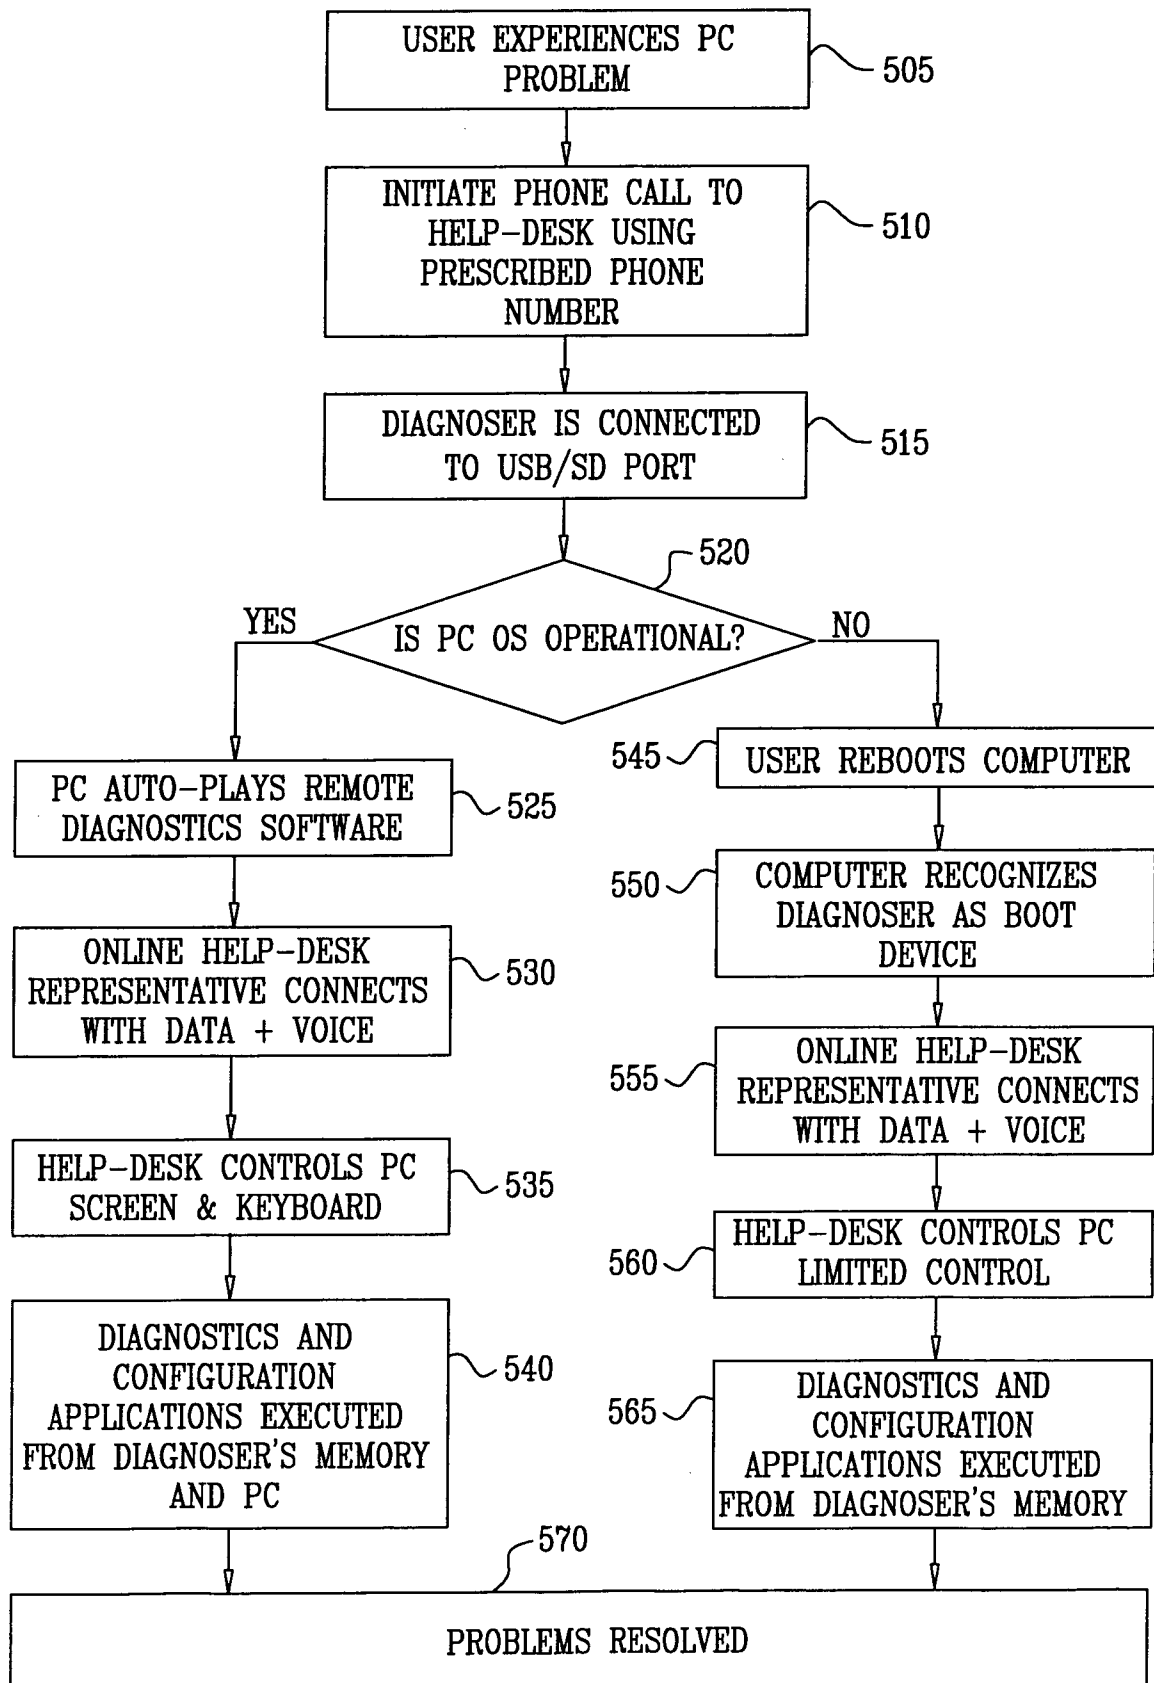 USER EXPERIENCES PC
PROBLEM
505
INITIATE PHONE CALL TO
HELP-DESK USING
PRESCRIBED PHONE
NUMBER
510
DIAGNOSER IS CONNECTED
TO USB/SD PORT
515
520
IS PC OS OPERATIONAL?
YES
NO
PC AUTO-PLAYS REMOTE
DIAGNOSTICS SOFTWARE
525
ONLINE HELP-DESK
REPRESENTATIVE CONNECTS
WITH DATA + VOICE
530
HELP-DESK CONTROLS PC
SCREEN & KEYBOARD
535
DIAGNOSTICS AND
CONFIGURATION
APPLICATIONS EXECUTED
FROM DIAGNOSER'S MEMORY
AND PC
540
545
USER REBOOTS COMPUTER
550
COMPUTER RECOGNIZES
DIAGNOSER AS BOOT
DEVICE
555
ONLINE HELP-DESK
REPRESENTATIVE CONNECTS
WITH DATA + VOICE
560
HELP-DESK CONTROLS PC
LIMITED CONTROL
565
DIAGNOSTICS AND
CONFIGURATION
APPLICATIONS EXECUTED
FROM DIAGNOSER'S MEMORY
570
PROBLEMS RESOLVED